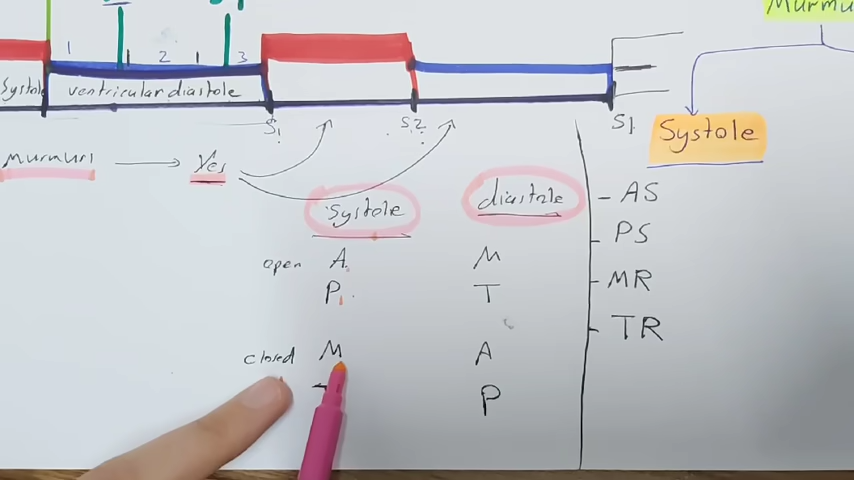 Murmu
1 2 1 3
Systole ventricular diastole
S1 S2 S1
Systole
Murmur1 Yes
Systole diastole
AS
PS
MR
TR
open A M
P T
closed M A
P